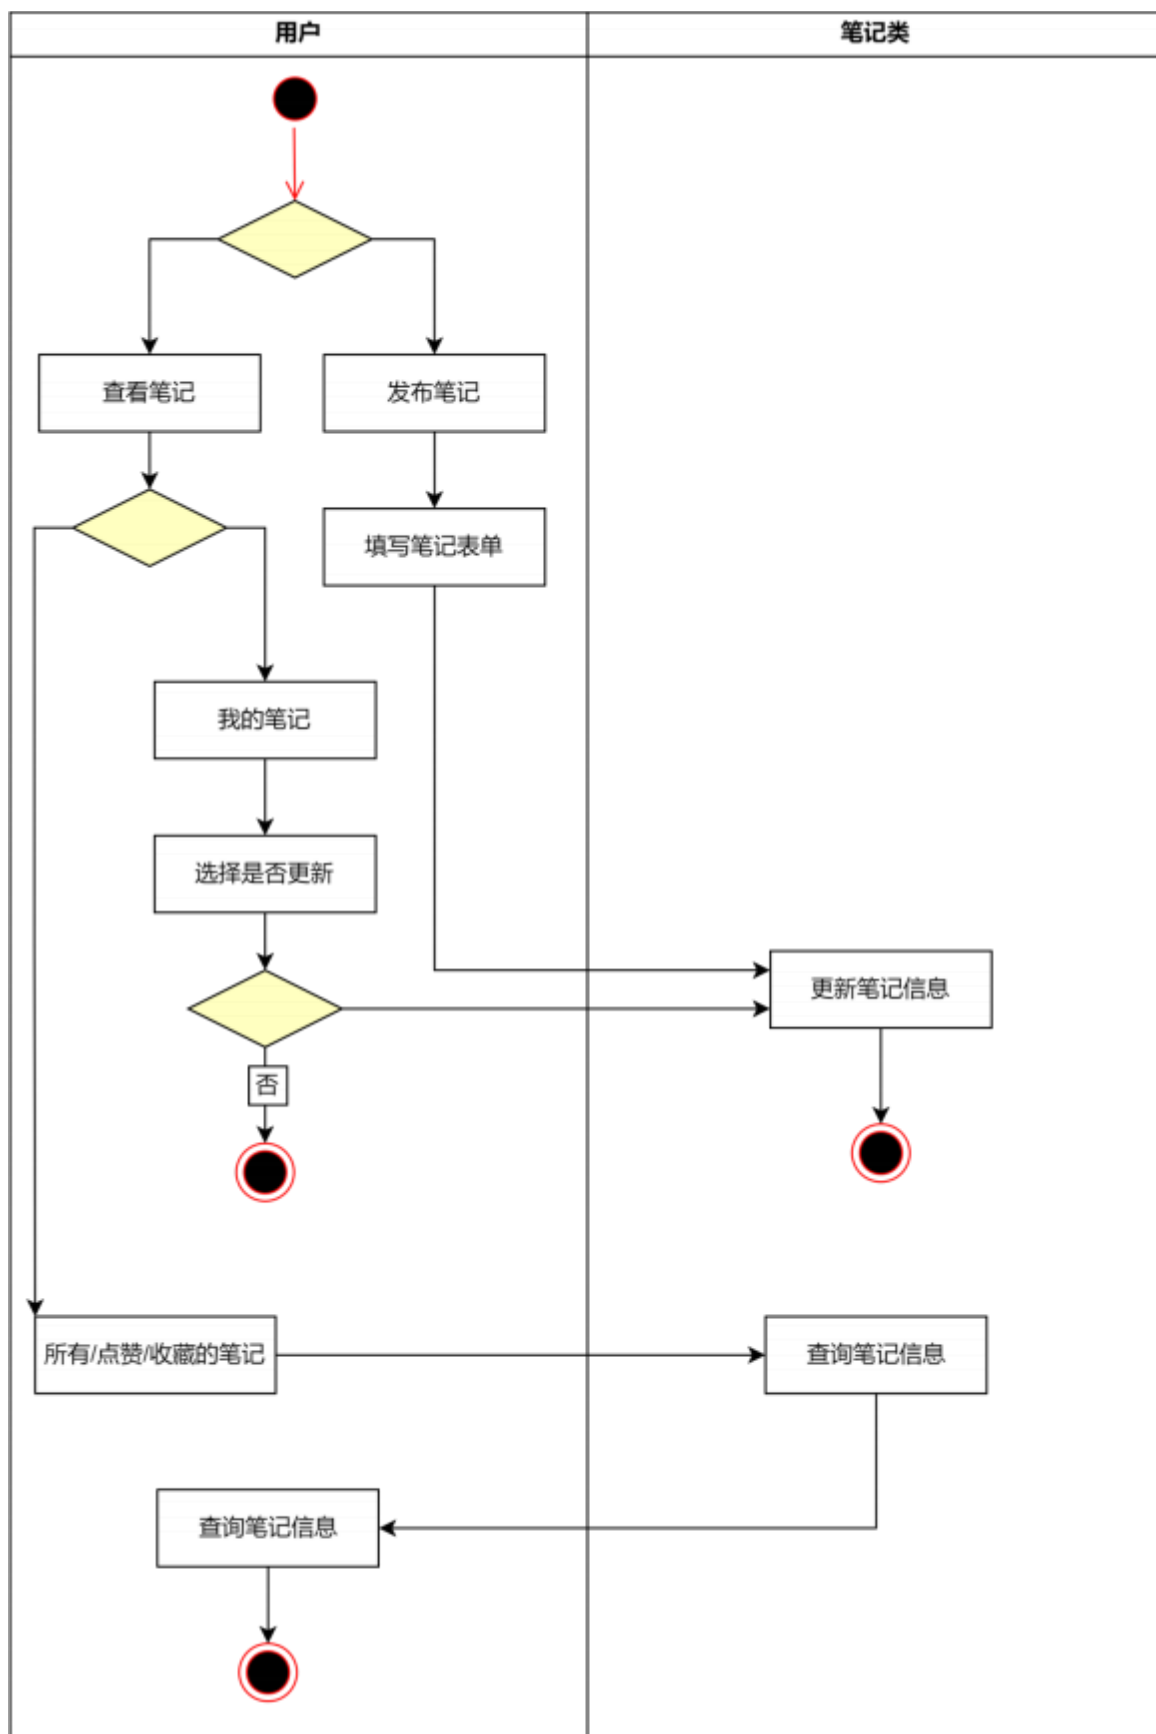 用户
笔记类
查看笔记
发布笔记
填写笔记表单
我的笔记
选择是否更新
更新笔记信息
否
所有/点赞/收藏的笔记
查询笔记信息
查询笔记信息